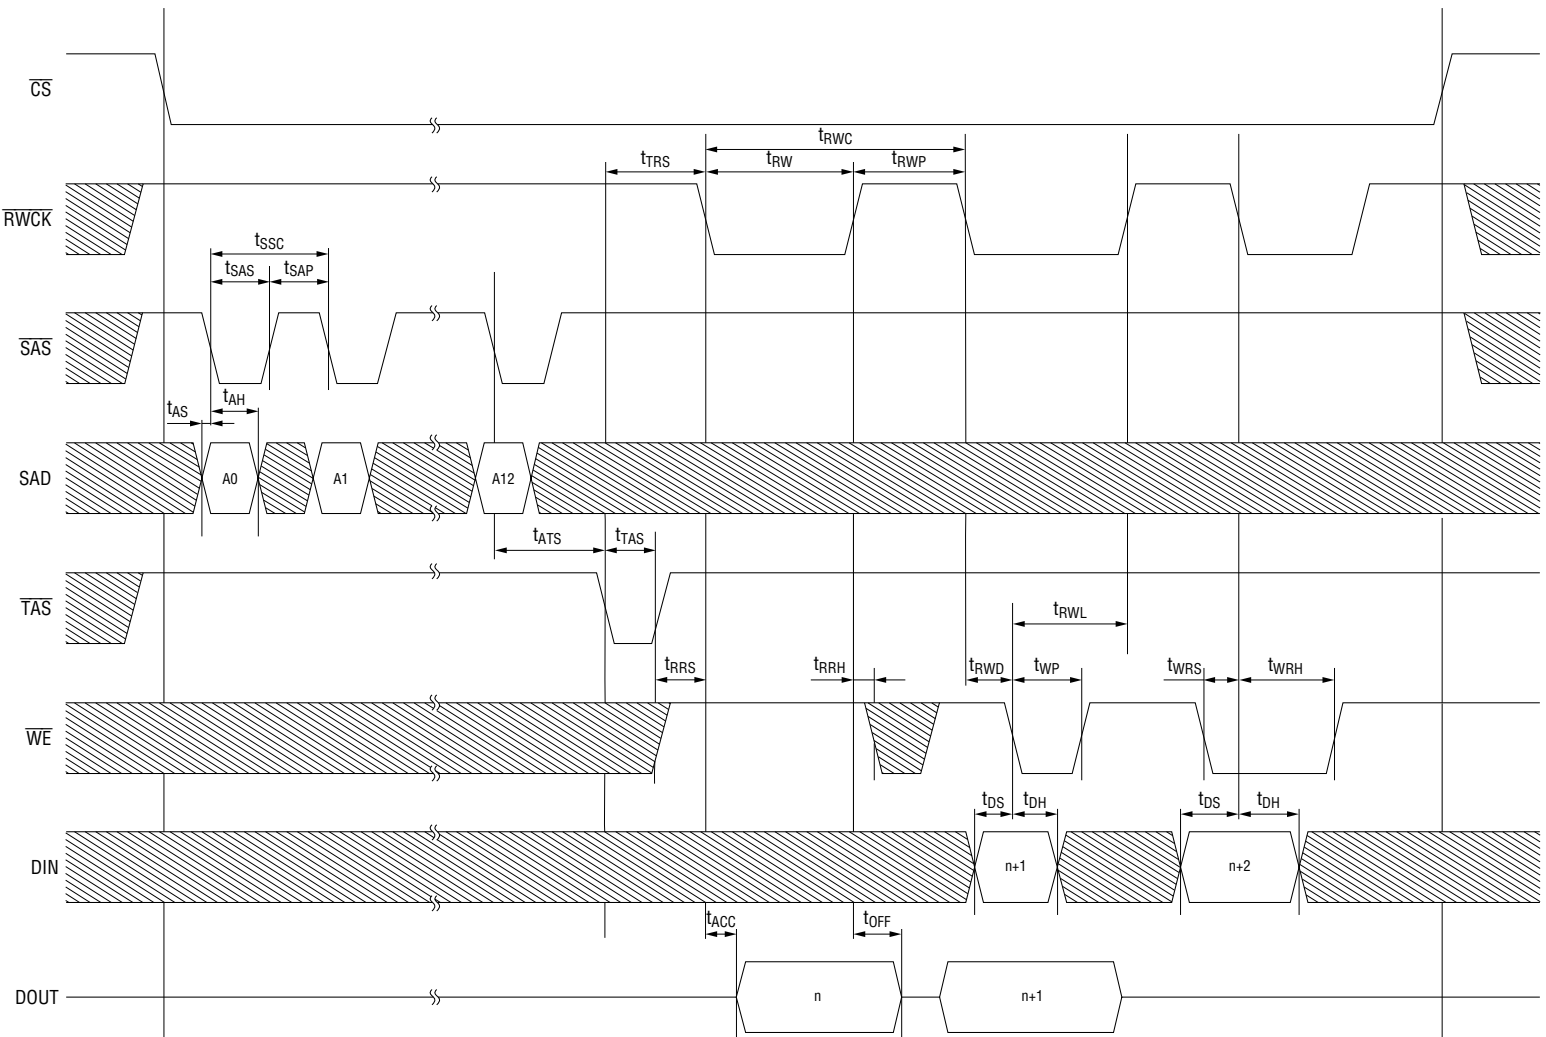 CS
tRWC
tTRS tRW tRWP
RWCK
tSSC
tSAS tSAP
SAS
tAS tAH
SAD A0 A1 A12
tATS tTAS
TAS
tRWL
tRRS tRRH tRWD tWP tWRS tWRH
WE
tDS tDH tDS tDH
DIN n+1 n+2
tACC tOFF
DOUT n n+1